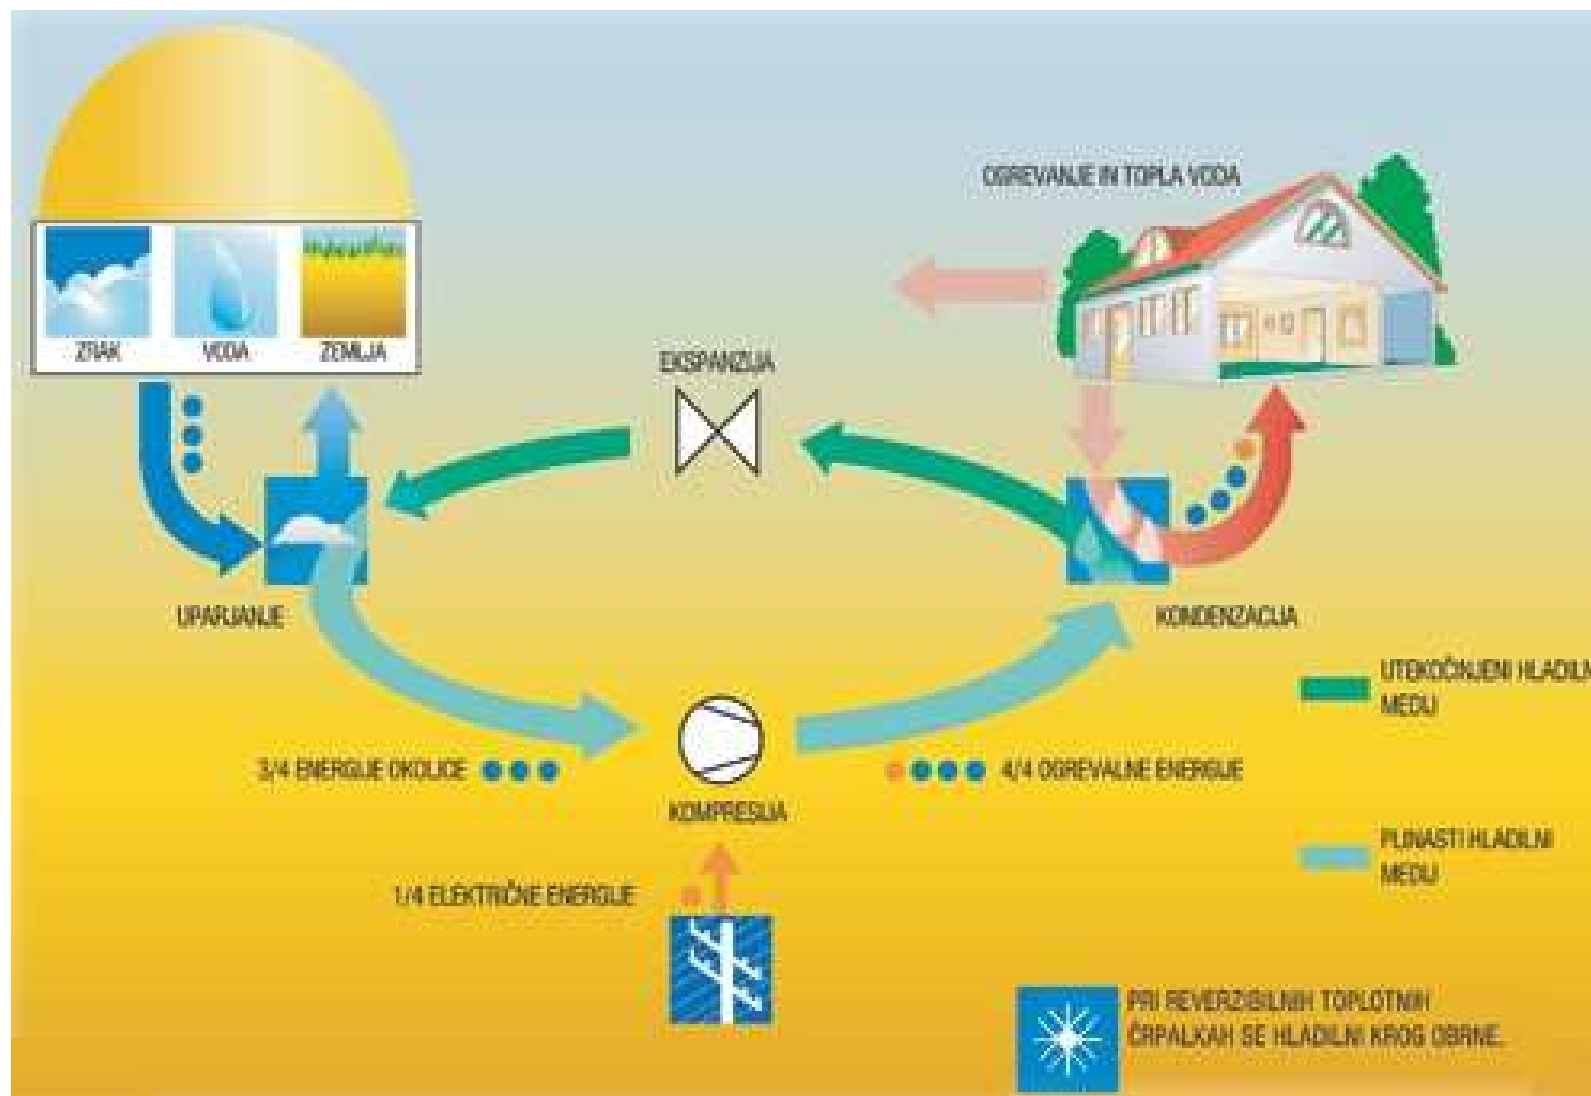 OGREVANJE IN TOPLA VODA
ZRAK
VODA
ZEMLJA
EKSPANZIJA
UPARJANJE
KONDENZACIJA
UTEKOČINJENI HLADILN
MEDIJ
3/4 ENERGIJE OKOLICE
4/4 OGREVALNE ENERGIJE
KOMPRESIJA
PLINASTI HLADILNI
MEDIJ
1/4 ELEKTRIČNE ENERGIJE
PRI REVERZIBILNIH TOPLOTNIH
ČRPALKAH SE HLADILNI KROG OBRNE.